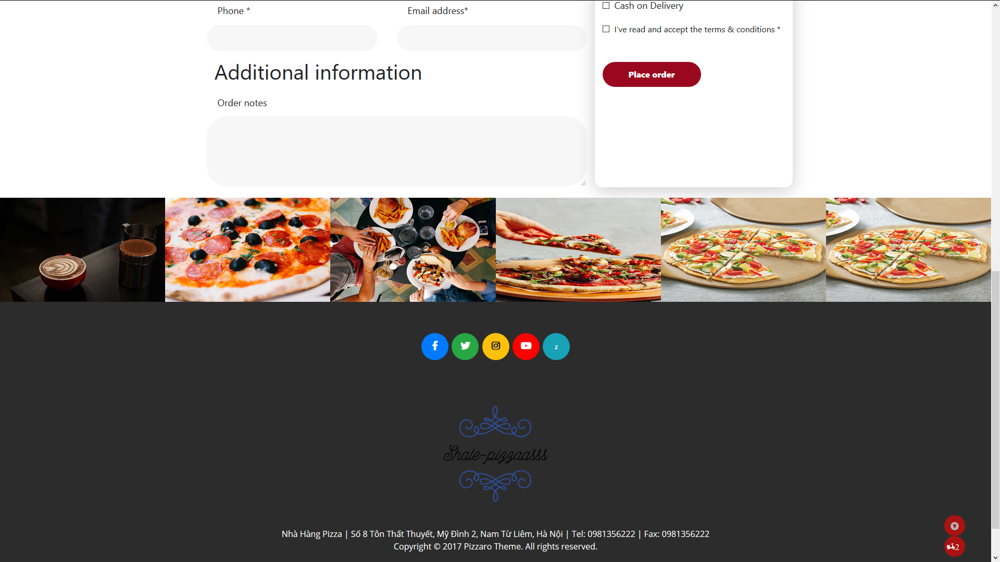 Phone *
Email address*
Additional information
Order notes
Cash on Delivery
I've read and accept the terms & conditions *
Place order
z
Shale-pizzaasss
Nhà Hàng Pizza | Số 8 Tôn Thất Thuyết, Mỹ Đình 2, Nam Từ Liêm, Hà Nội | Tel: 0981356222 | Fax: 0981356222
Copyright © 2017 Pizzaro Theme. All rights reserved.
2